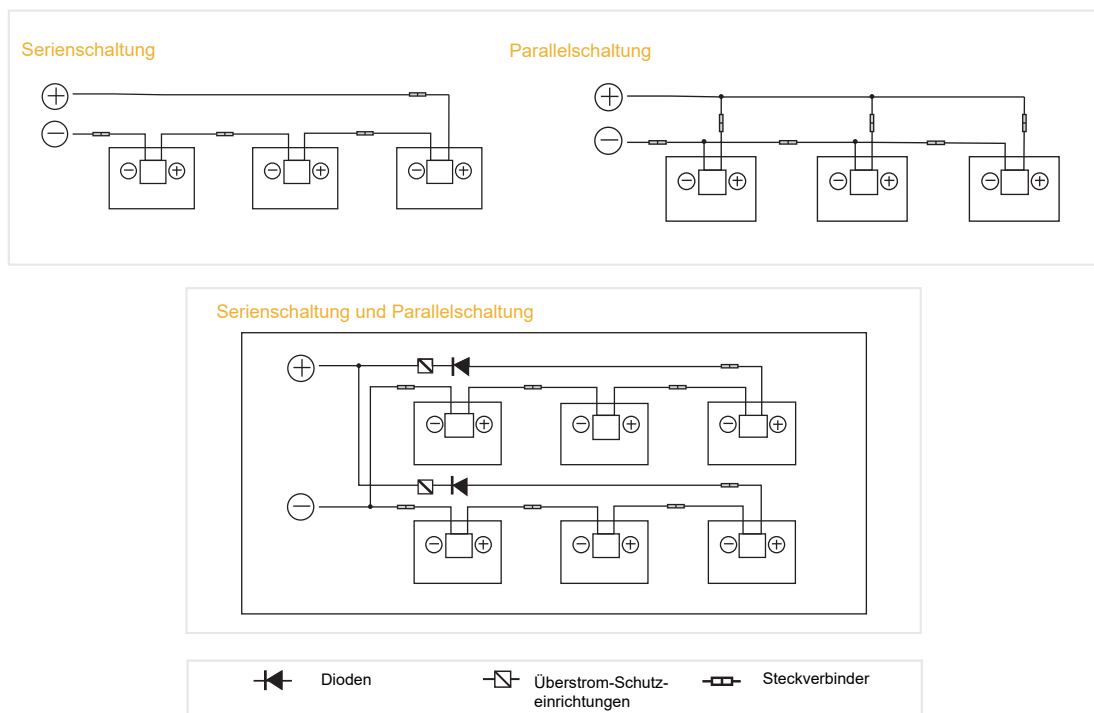 Serienschaltung
Parallelschaltung
Serienschaltung und Parallelschaltung
Dioden
Überstrom-Schutz-
einrichtungen
Steckverbinder